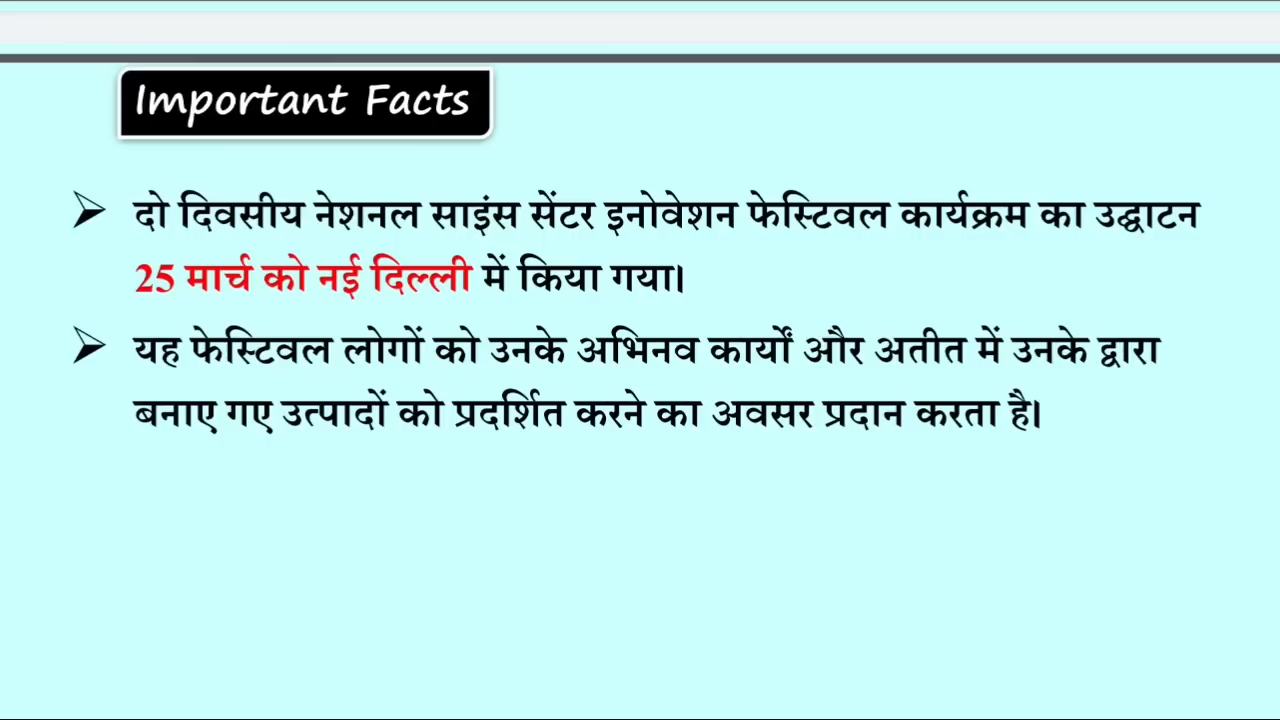 Important Facts
➢ दो दिवसीय नेशनल साइंस सेंटर इनोवेशन फेस्टिवल कार्यक्रम का उद्घाटन
25 मार्च को नई दिल्ली में किया गया।
➢ यह फेस्टिवल लोगों को उनके अभिनव कार्यों और अतीत में उनके द्वारा
बनाए गए उत्पादों को प्रदर्शित करने का अवसर प्रदान करता है।